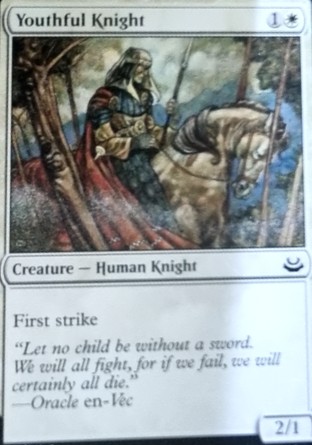 Youthful Knight 1
Creature — Human Knight
First strike
"Let no child be without a sword.
We will all fight, for if we fail, we will
certainly all die."
—Oracle en-Vec
2/1